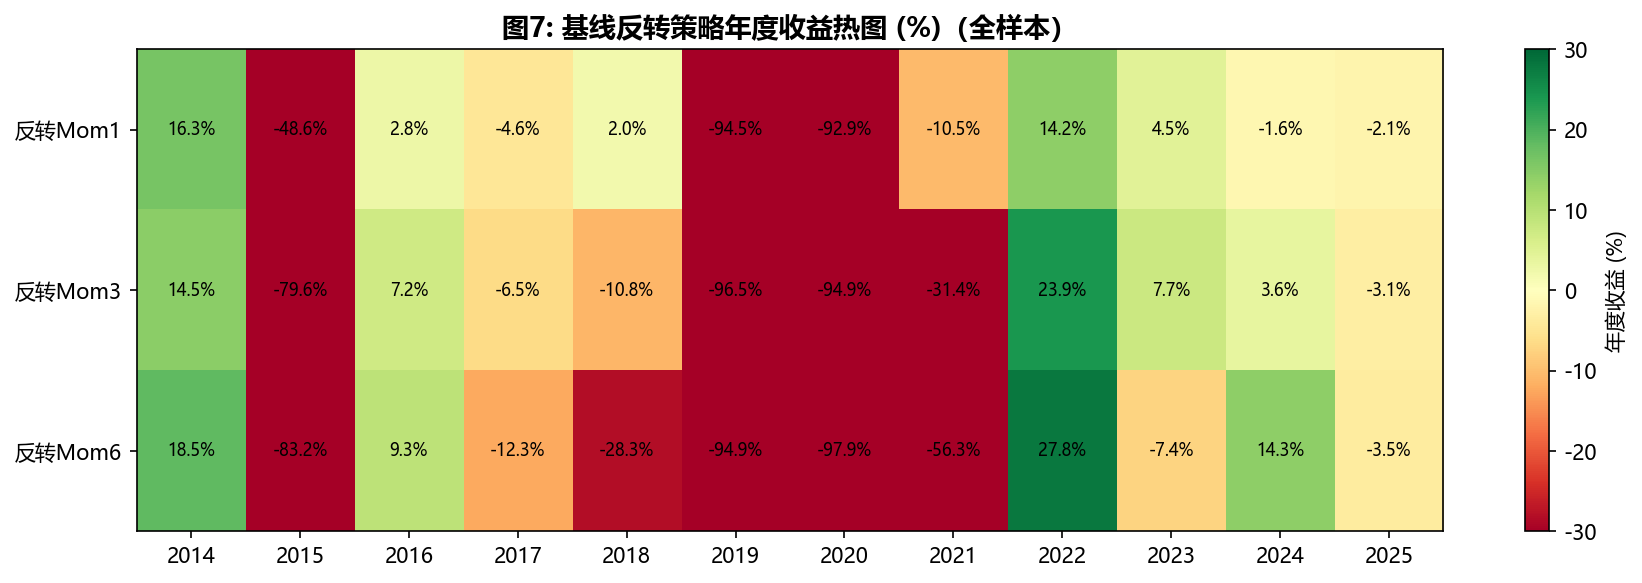 图7: 基线反转策略年度收益热图 (%)（全样本）
反转Mom1 16.3% -48.6% 2.8% -4.6% 2.0% -94.5% -92.9% -10.5% 14.2% 4.5% -1.6% -2.1%
反转Mom3 14.5% -79.6% 7.2% -6.5% -10.8% -96.5% -94.9% -31.4% 23.9% 7.7% 3.6% -3.1%
反转Mom6 18.5% -83.2% 9.3% -12.3% -28.3% -94.9% -97.9% -56.3% 27.8% -7.4% 14.3% -3.5%
2014 2015 2016 2017 2018 2019 2020 2021 2022 2023 2024 2025
30
20
10
0
-10
-20
-30
年度收益 (%)